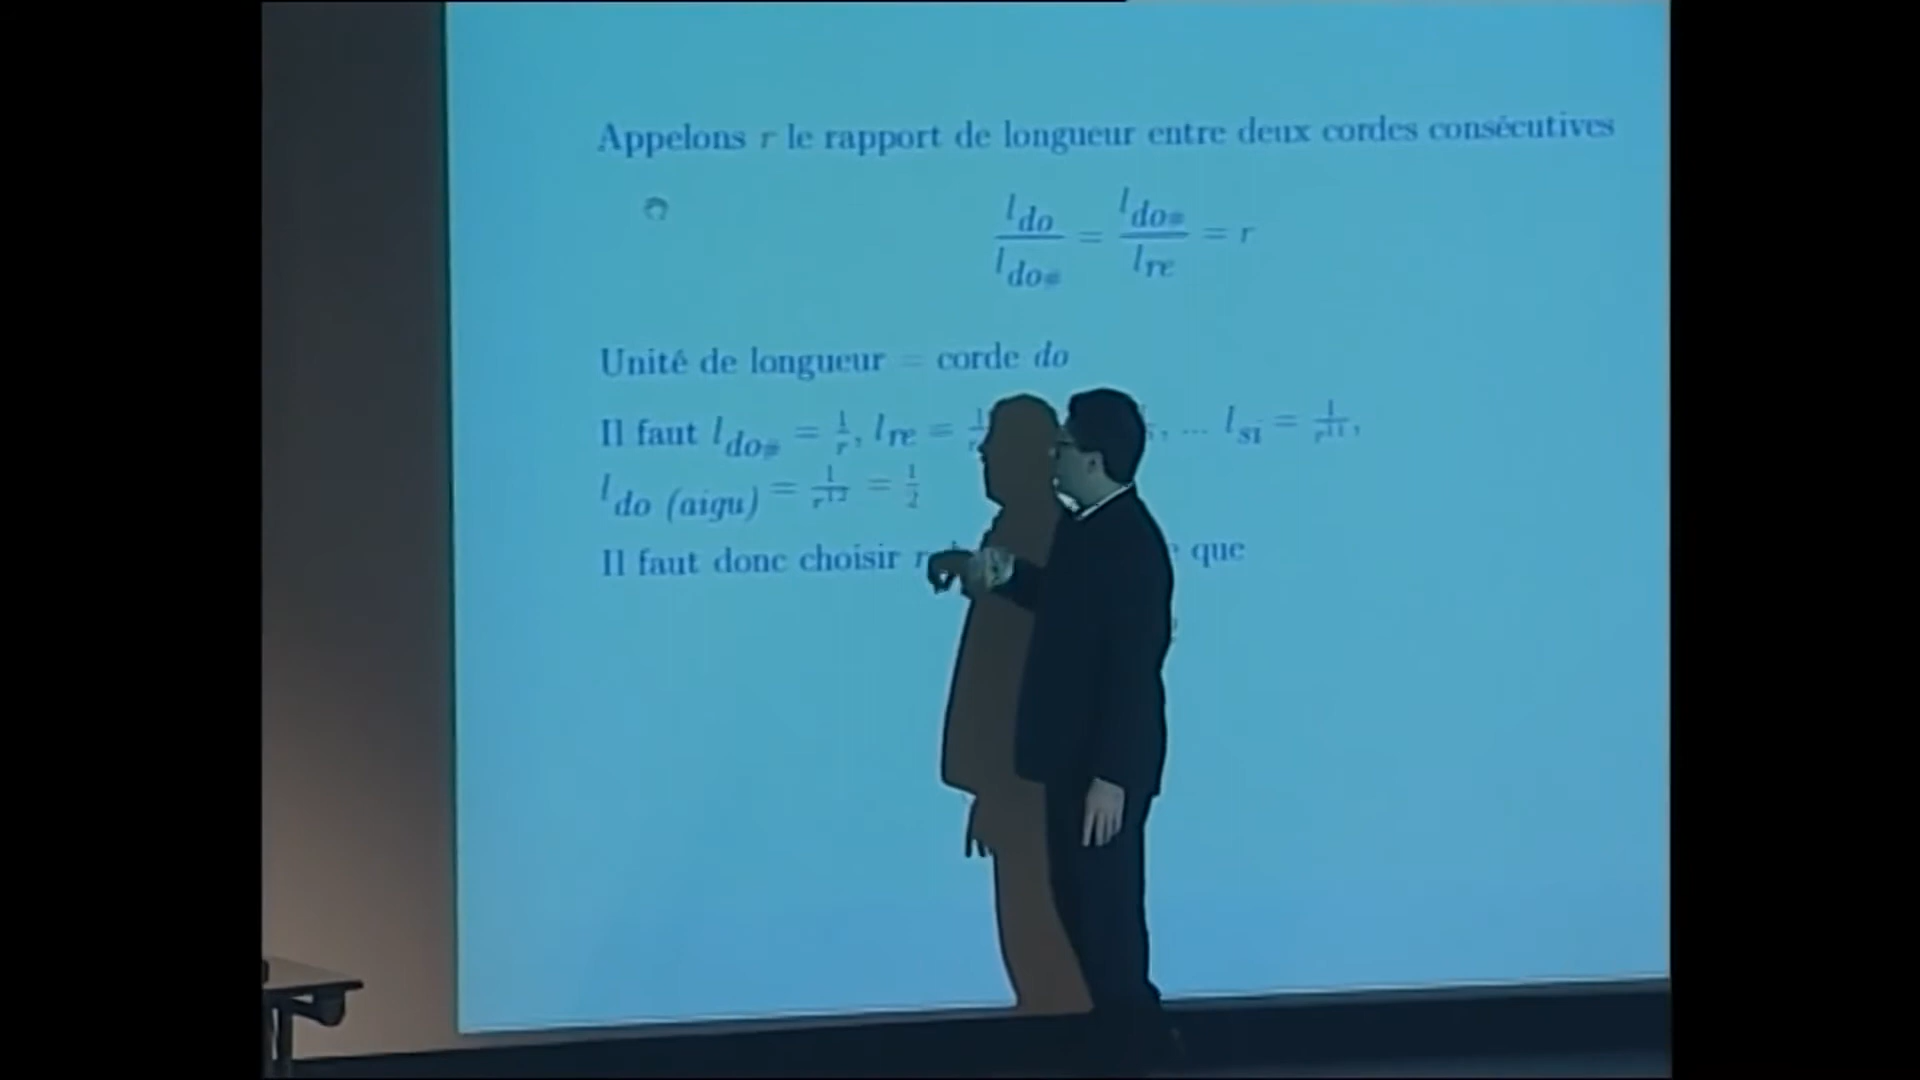 Appelons r le rapport de longueur entre deux cordes consécutives
l_do / l_do# = l_do# / l_re = r
Unité de longueur = corde do
Il faut l_do# = 1/r, l_re = , ... l_si = 1/r^11,
l_do (aigu) = 1/r^12 = 1/2
Il faut donc choisir r que